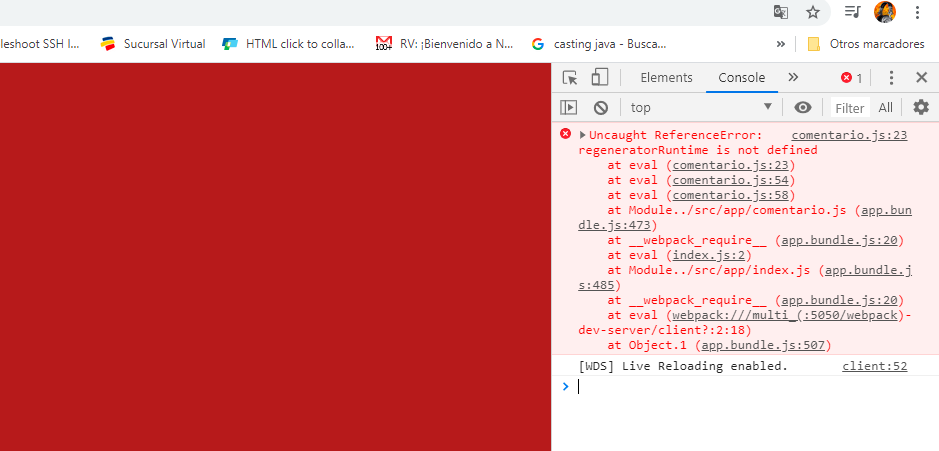 leshoot SSH I... Sucursal Virtual HTML click to colla... 100+ RV: ¡Bienvenido a N... casting java - Busca... » Otros marcadores
Elements Console » 1
top ▼ Filter All
Uncaught ReferenceError: comentario.js:23
regeneratorRuntime is not defined
at eval (comentario.js:23)
at eval (comentario.js:54)
at eval (comentario.js:58)
at Module../src/app/comentario.js (app.bun
dle.js:473)
at __webpack_require__ (app.bundle.js:20)
at eval (index.js:2)
at Module../src/app/index.js (app.bundle.j
s:485)
at __webpack_require__ (app.bundle.js:20)
at eval (webpack:///multi_(:5050/webpack)-
dev-server/client?:2:18)
at Object.1 (app.bundle.js:507)
[WDS] Live Reloading enabled. client:52